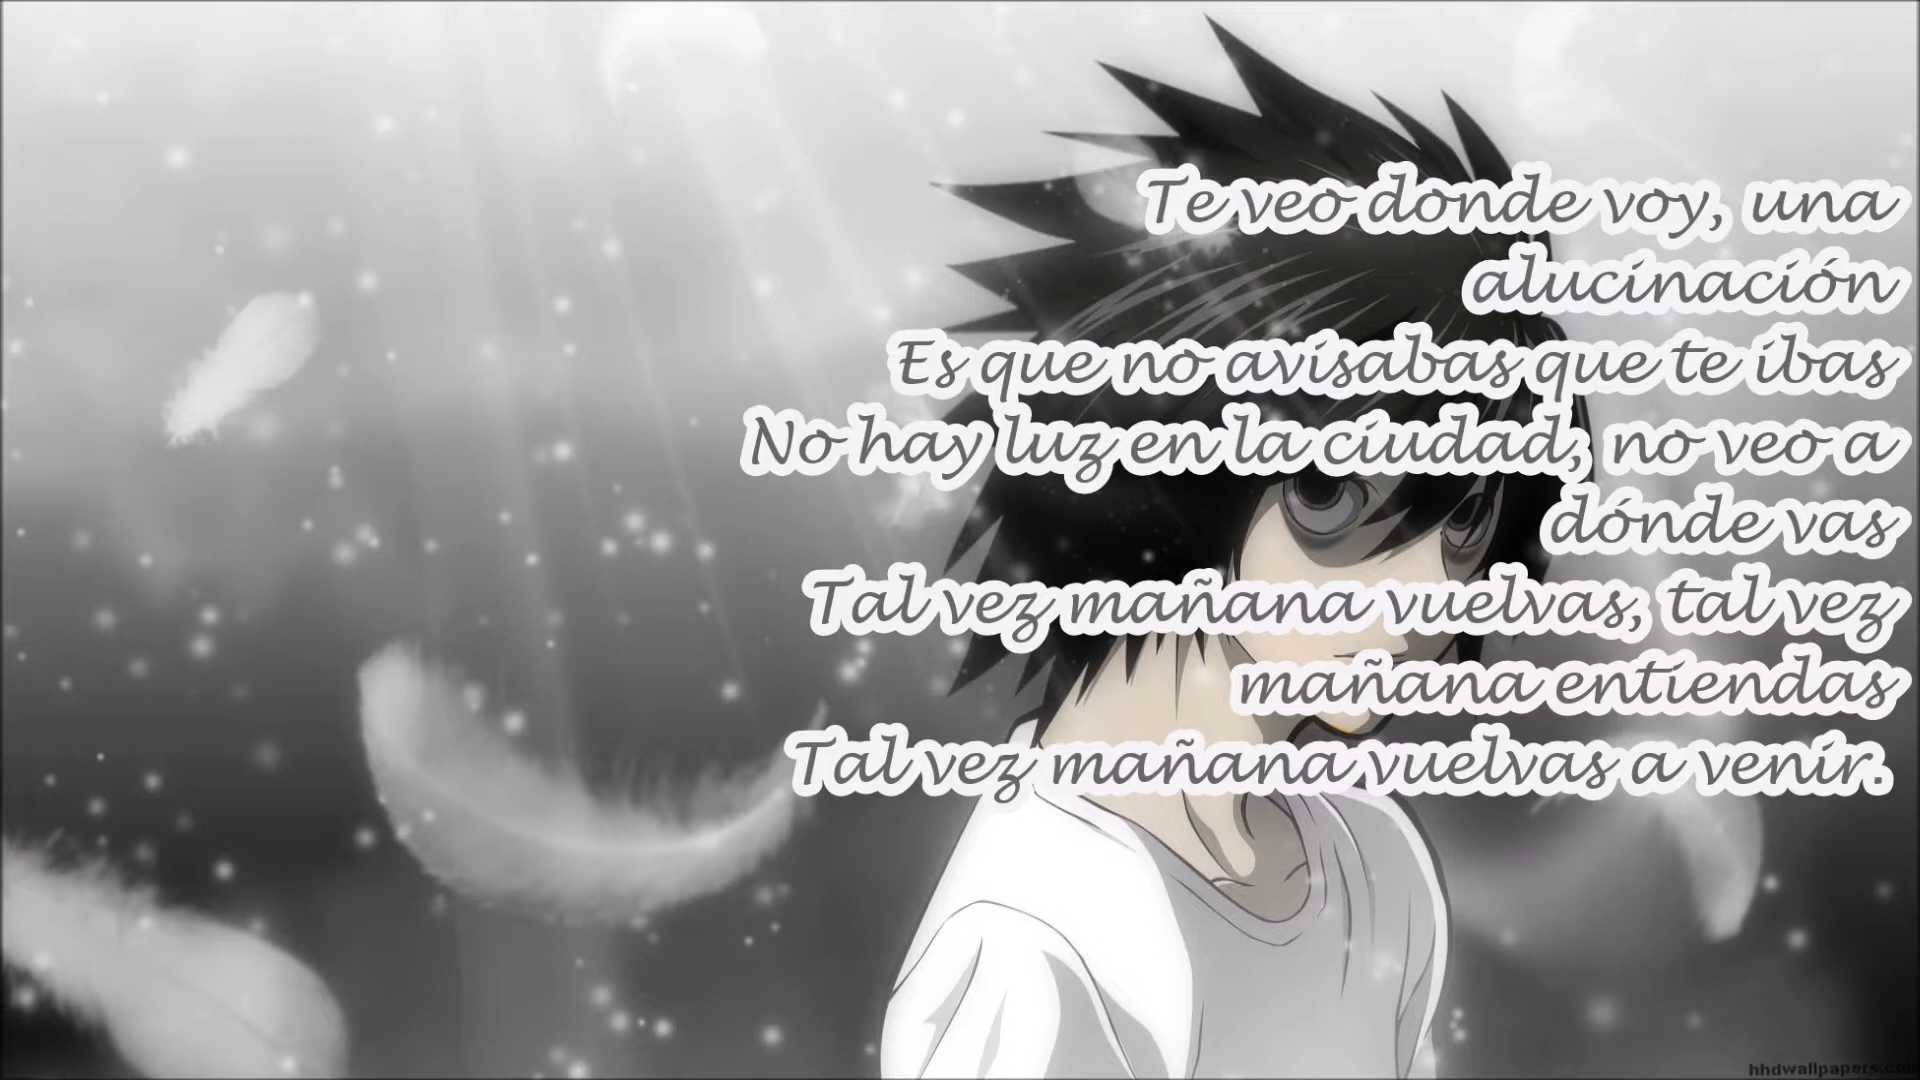 Te veo donde voy, una
alucinación
Es que no avisabas que te ibas
No hay luz en la ciudad, no veo a
dónde vas
Tal vez mañana vuelvas, tal vez
mañana entiendas
Tal vez mañana vuelvas a venir.
hhdwallpapers.com